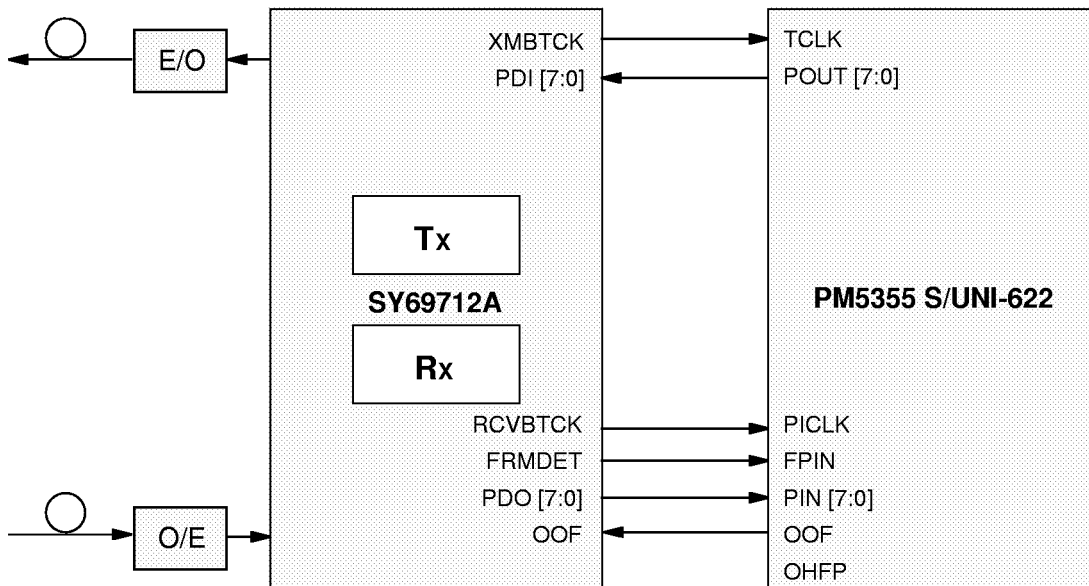 E/O
XMBTCK
TCLK
PDI [7:0]
POUT [7:0]
Tx
SY69712A
PM5355 S/UNI-622
Rx
RCVBTCK
PICLK
FRMDET
FPIN
PDO [7:0]
PIN [7:0]
O/E
OOF
OOF
OHFP